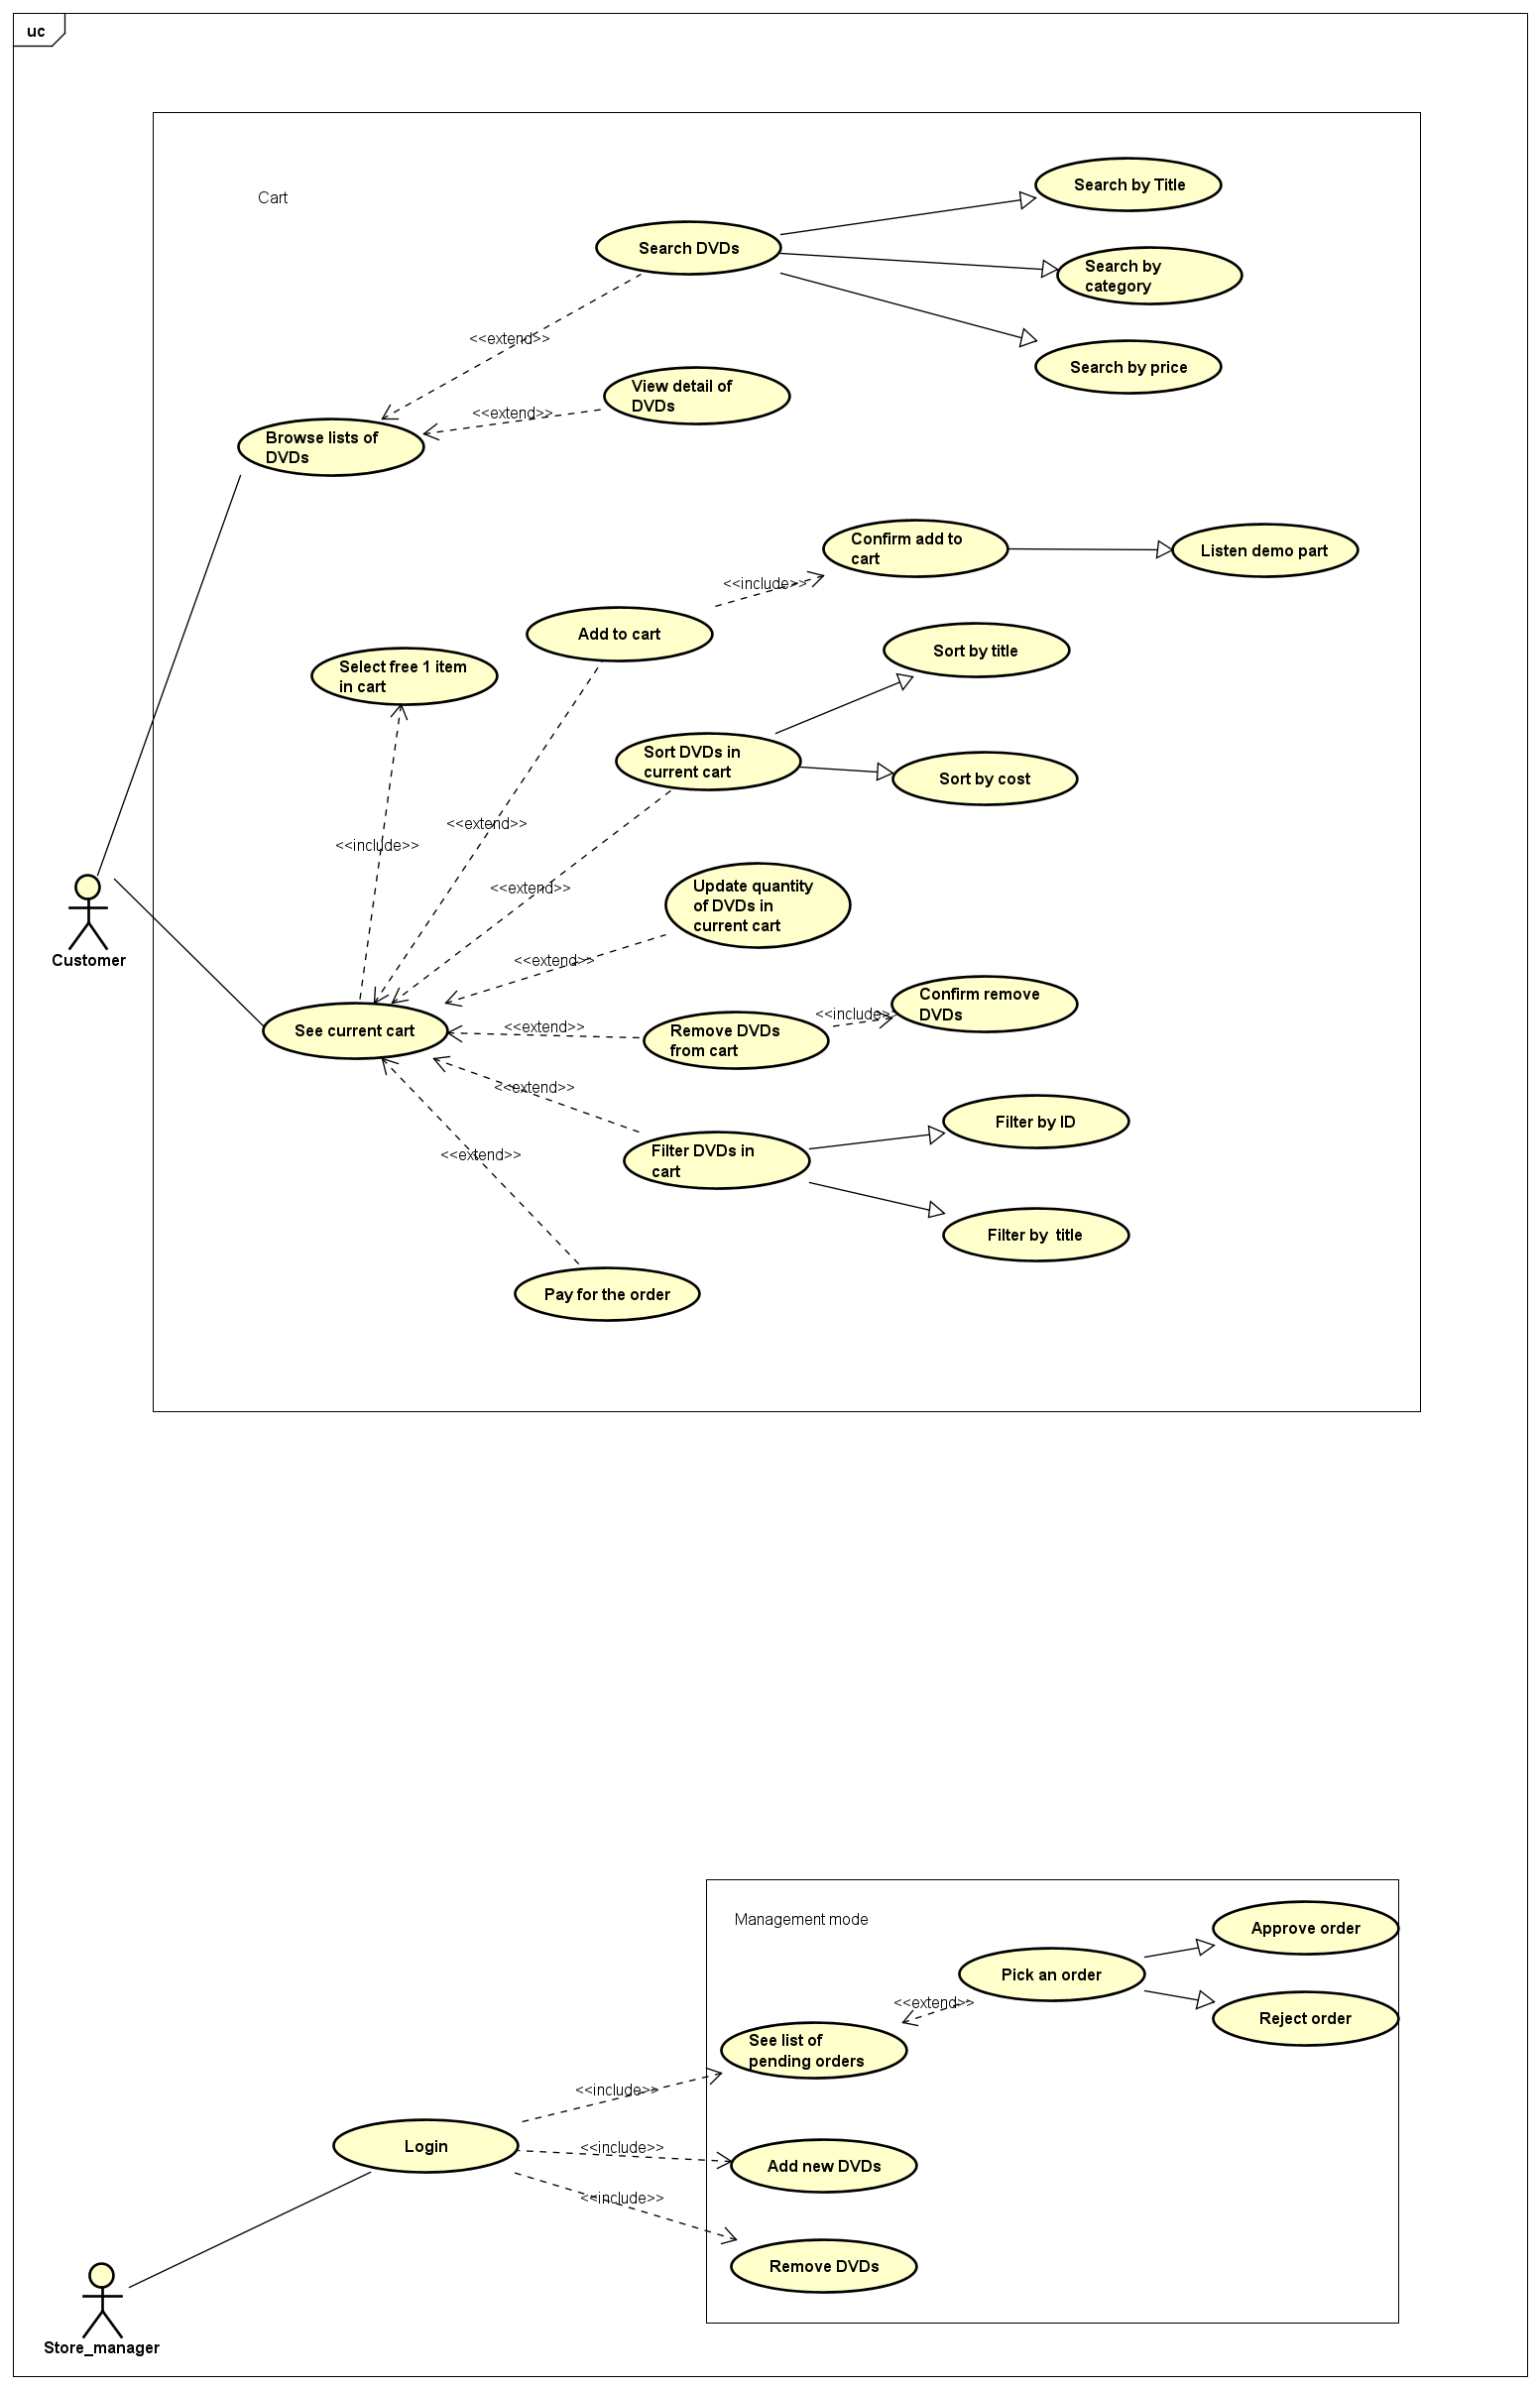 uc
Cart
Search by Title
Search DVDs
Search by
category
<<extend>>
Search by price
View detail of
DVDs
<<extend>>
Browse lists of
DVDs
Confirm add to
cart
Listen demo part
<<include>>
Add to cart
Sort by title
Select free 1 item
in cart
Sort DVDs in
current cart
Sort by cost
<<extend>>
<<include>>
<<extend>>
Update quantity
of DVDs in
current cart
Customer
<<extend>>
Confirm remove
DVDs
<<include>>
See current cart
<<extend>>
Remove DVDs
from cart
<<extend>>
Filter by ID
<<extend>>
Filter DVDs in
cart
Filter by  title
Pay for the order
Management mode
Approve order
Pick an order
<<extend>>
Reject order
See list of
pending orders
<<include>>
Login
<<include>>
Add new DVDs
<<include>>
Remove DVDs
Store_manager